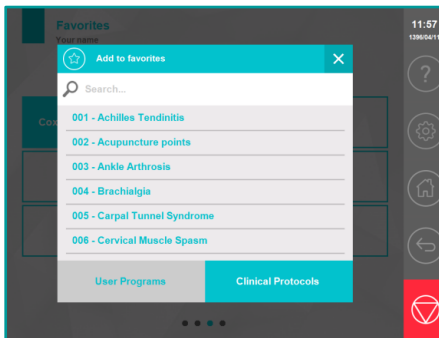 Favorites
Your name
11:57
1396/04/11
Add to favorites
Search...
001 - Achilles Tendinitis
002 - Acupuncture points
003 - Ankle Arthrosis
004 - Brachialgia
005 - Carpal Tunnel Syndrome
006 - Cervical Muscle Spasm
User Programs
Clinical Protocols